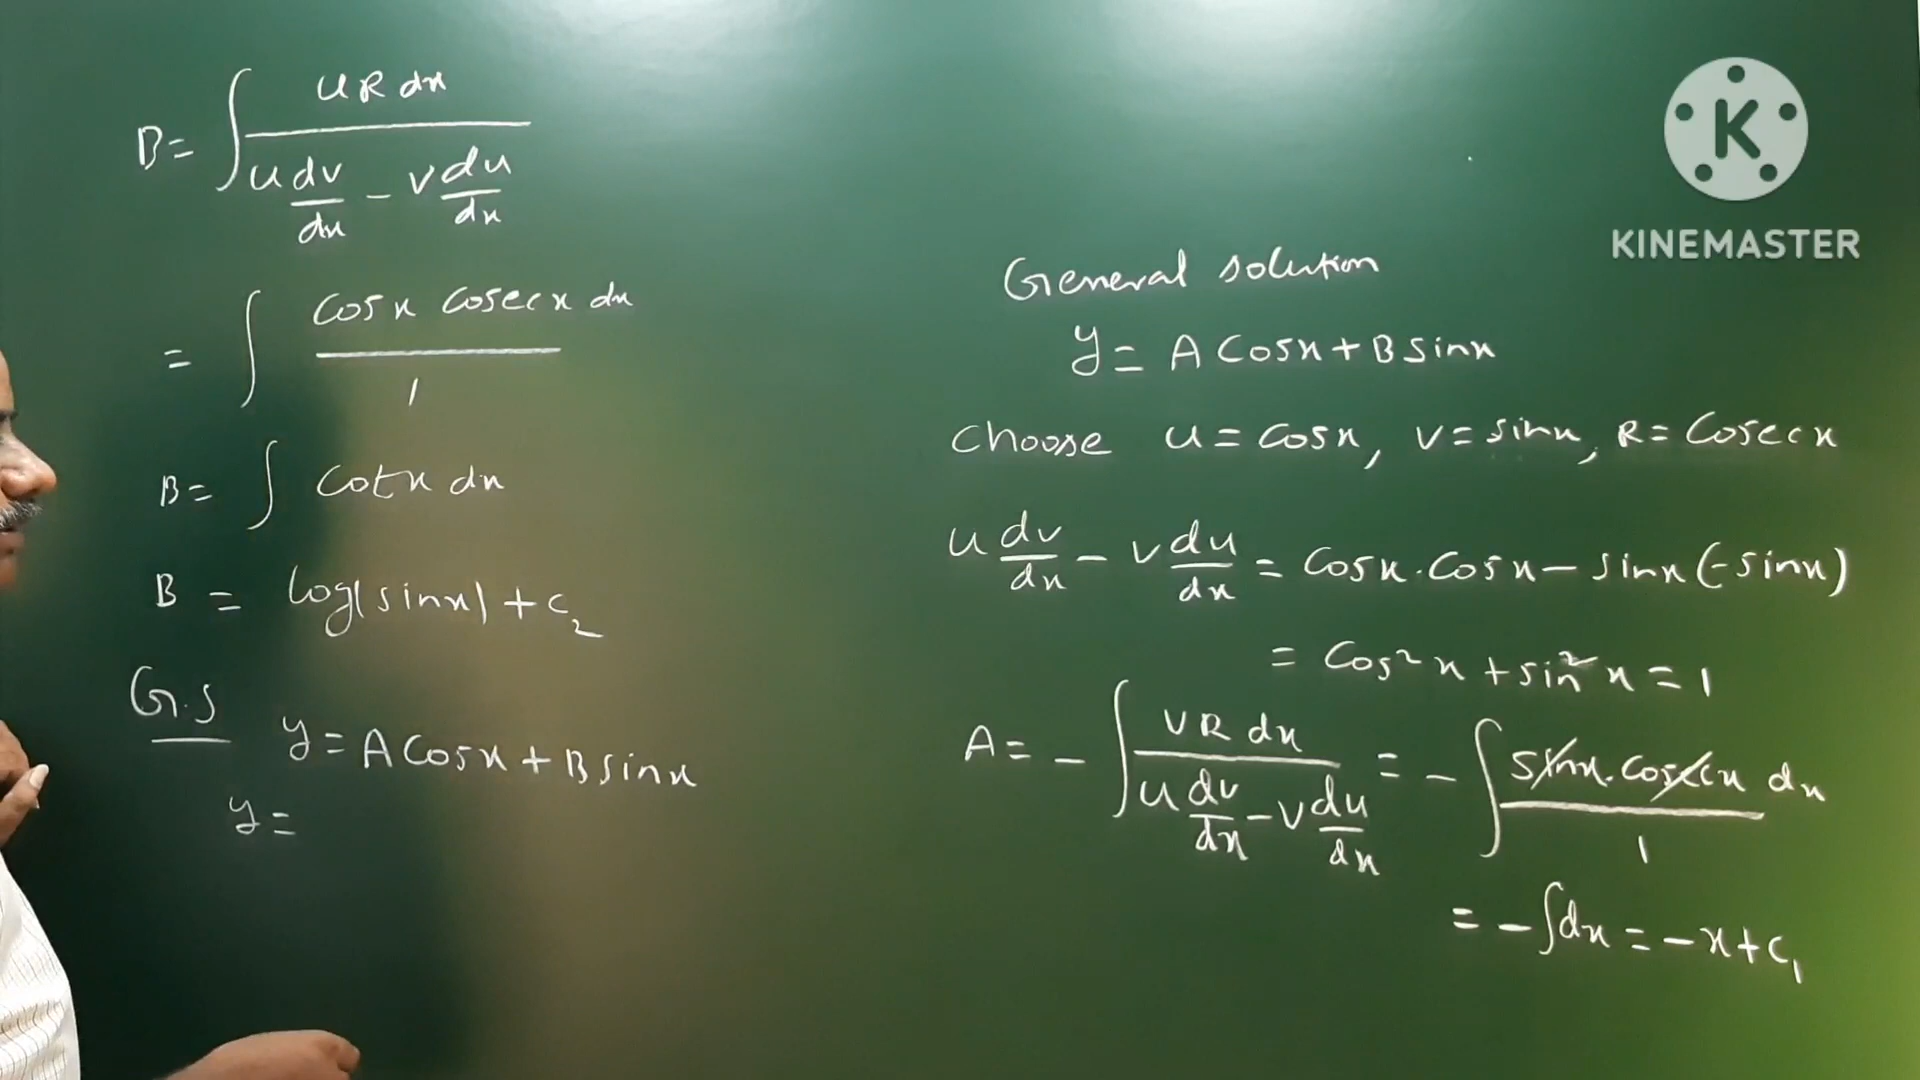 B = ∫ uR dx / (u dv/dx - v du/dx)
= ∫ cosx cosecx dx / 1
B = ∫ cotx dx
B = log(sinx) + c₂
G.S y = A cosx + B sinx
y =
General solution
y = A cosx + B sinx
choose u = cosx, v = sinx, R = cosecx
u dv/dx - v du/dx = cosx . cosx - sinx (-sinx)
= cos²x + sin²x = 1
A = - ∫ vR dx / (u dv/dx - v du/dx) = - ∫ sinx . cosecx dx / 1
= - ∫dx = -x + c₁
K
KINEMASTER